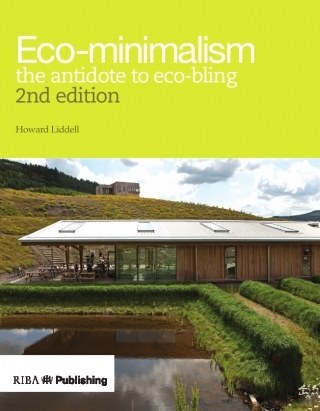 Eco-minimalism
the antidote to eco-bling
2nd edition
Howard Liddell
RIBA Publishing